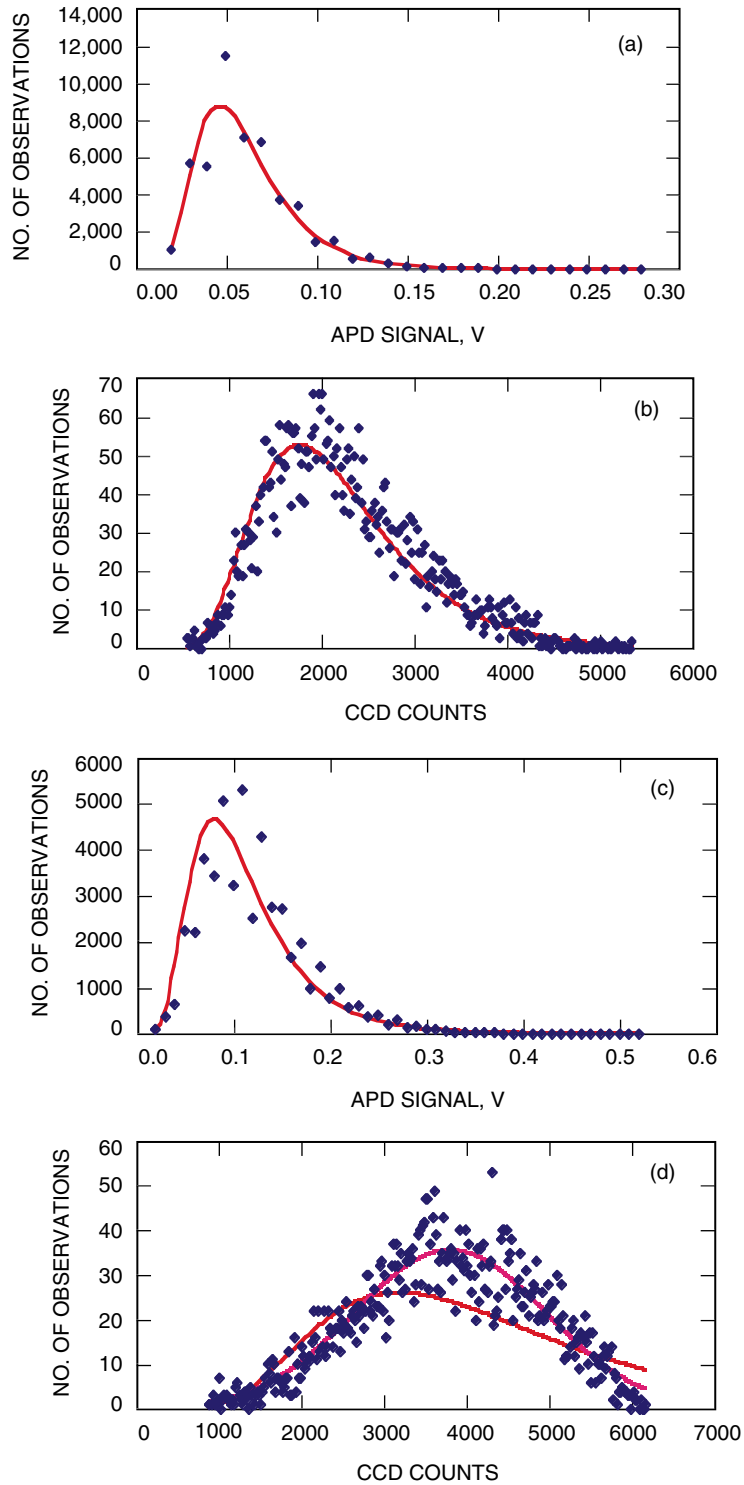 (a)
NO. OF OBSERVATIONS
14,000
12,000
10,000
8,000
6,000
4,000
2,000
0
0.00 0.05 0.10 0.15 0.20 0.25 0.30
APD SIGNAL, V
(b)
NO. OF OBSERVATIONS
70
60
50
40
30
20
10
0
0 1000 2000 3000 4000 5000 6000
CCD COUNTS
(c)
NO. OF OBSERVATIONS
6000
5000
4000
3000
2000
1000
0
0.0 0.1 0.2 0.3 0.4 0.5 0.6
APD SIGNAL, V
(d)
NO. OF OBSERVATIONS
60
50
40
30
20
10
0
0 1000 2000 3000 4000 5000 6000 7000
CCD COUNTS